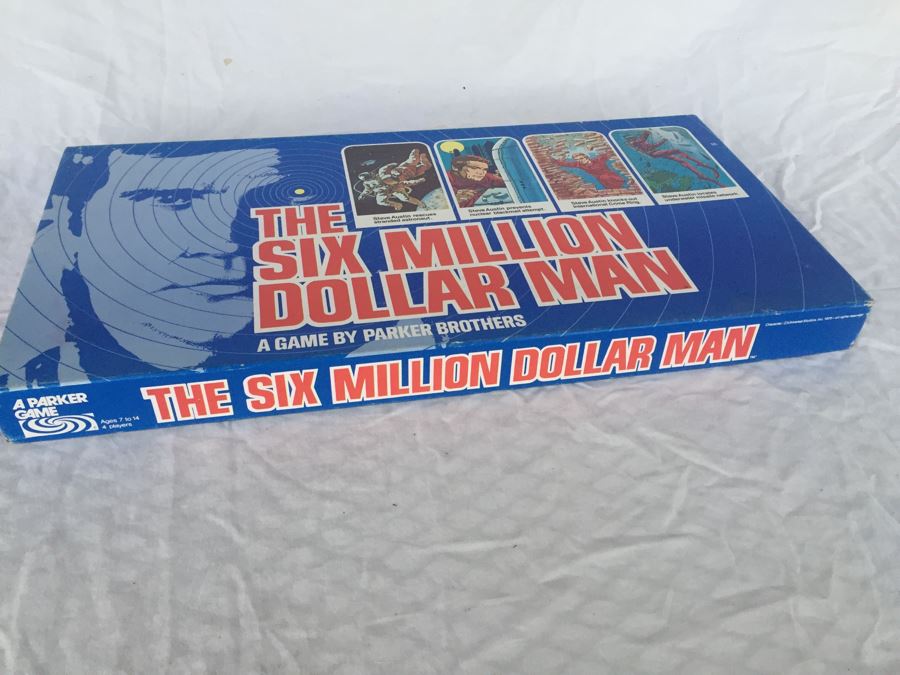 Steve Austin rescues
stranded astronaut.
Steve Austin prevents
nuclear blackmail attempt.
Steve Austin knocks out
international Crime Ring.
Steve Austin locates
underwater missile network.
THE
SIX MILLION
DOLLAR MAN
A GAME BY PARKER BROTHERS
A PARKER
GAME
Ages 7 to 14
4 players
THE SIX MILLION DOLLAR MAN